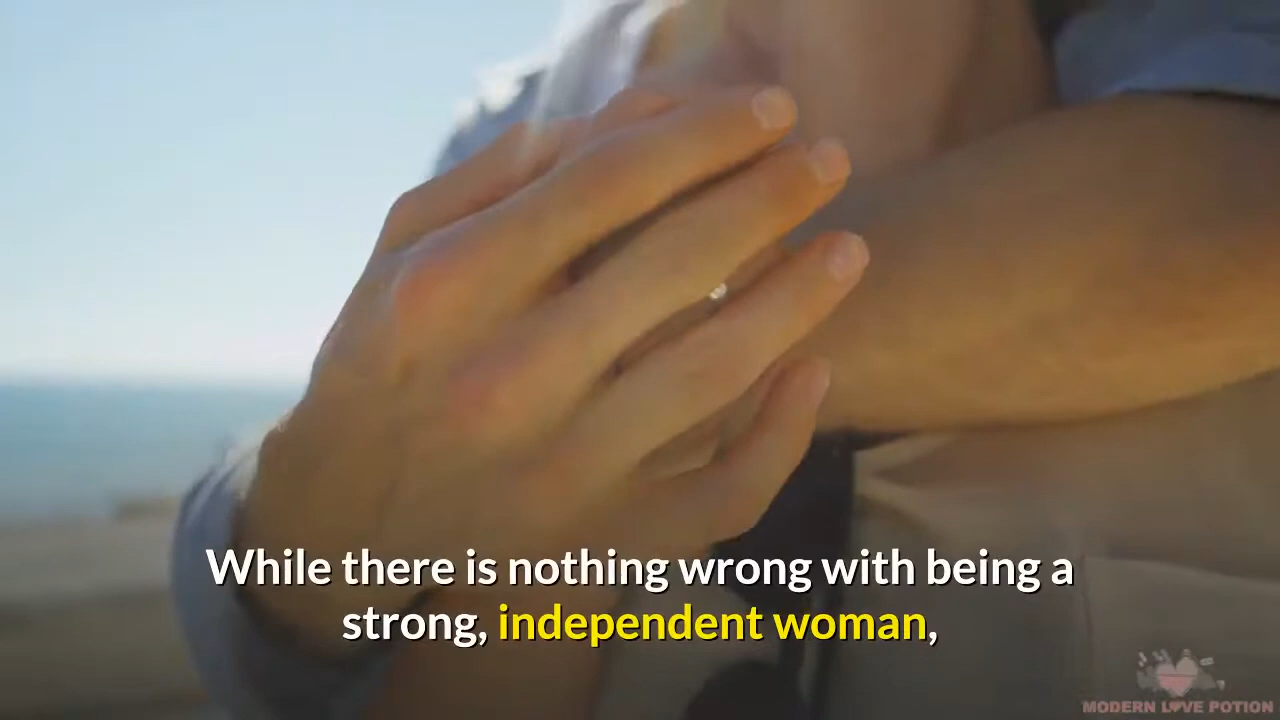 While there is nothing wrong with being a
strong, independent woman,
MODERN LOVE POTION